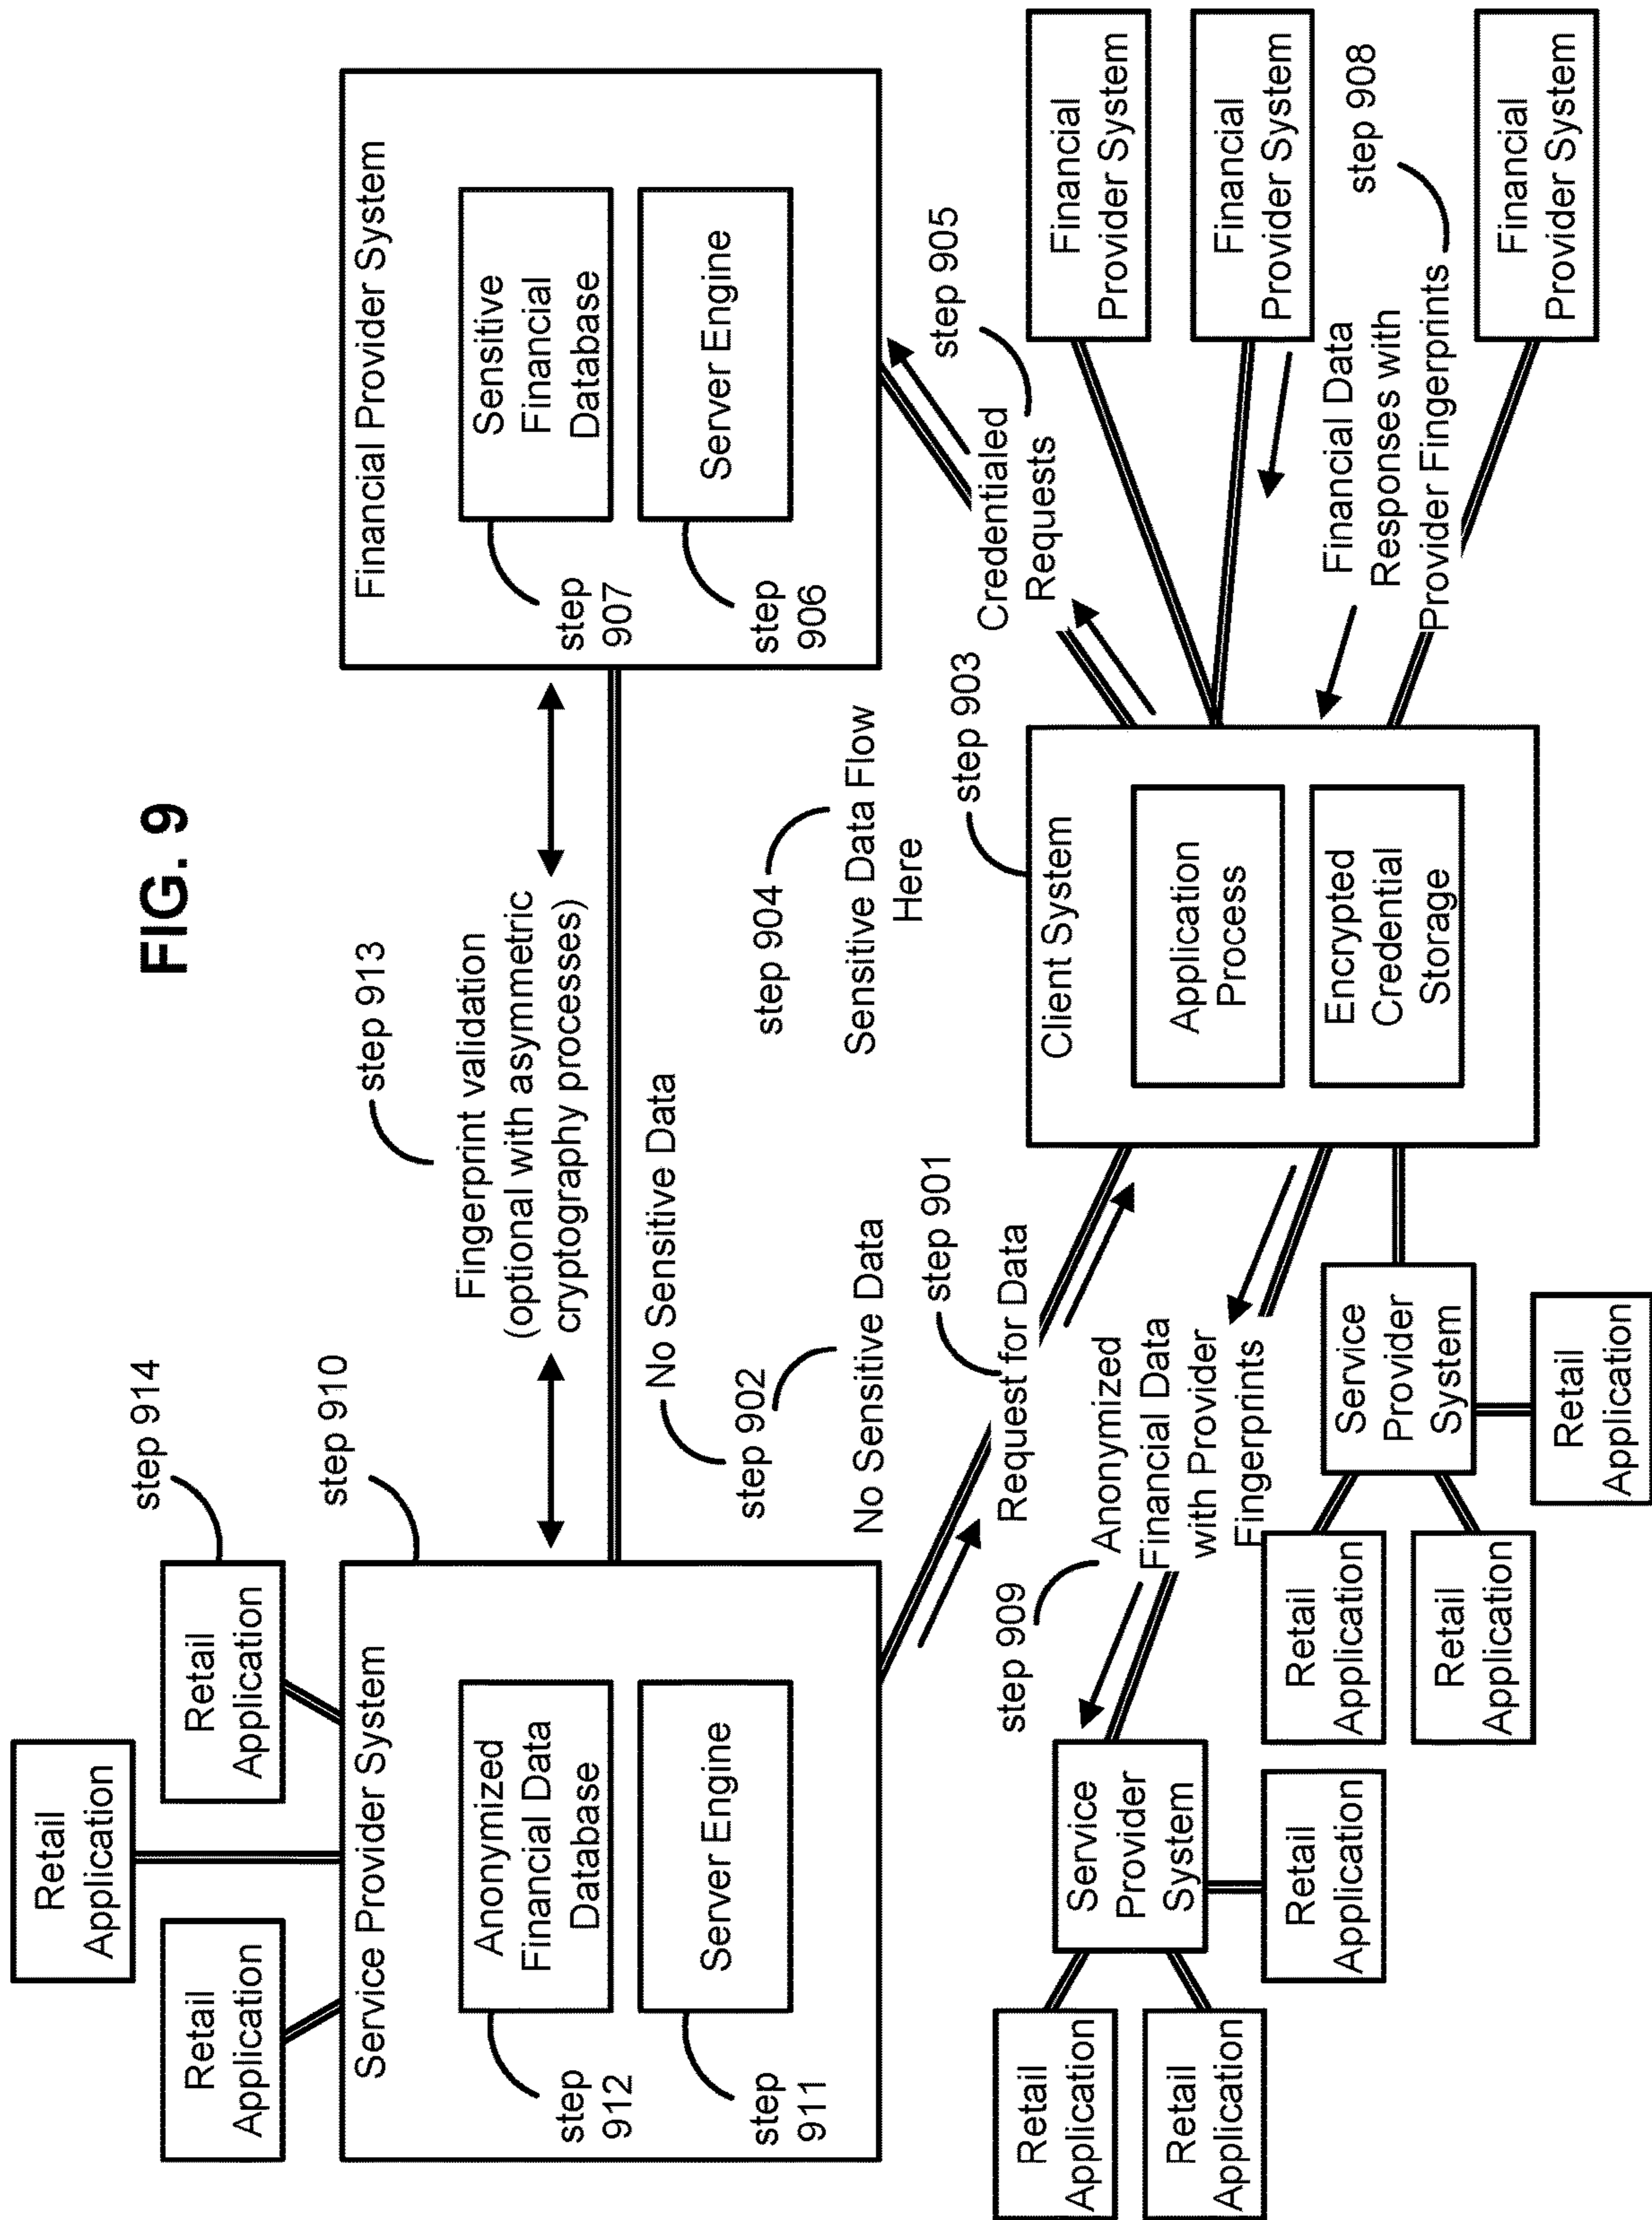 FIG. 9
Retail
Application
Retail
Application
Retail
Application
step 914
step 910
Service Provider System
Anonymized
Financial Data
Database
Server Engine
step
912
step
911
step 913
Fingerprint validation
(optional with asymmetric
cryptography processes)
No Sensitive Data
step 902
No Sensitive Data
Financial Provider System
Sensitive
Financial
Database
Server Engine
step
907
step
906
step 904
Sensitive Data Flow
Here
step 901
Request for Data
step 903
Client System
Application
Process
Encrypted
Credential
Storage
step 905
Credentialed
Requests
Financial
Provider System
Financial
Provider System
Financial
Provider System
step 908
Financial Data
Responses with
Provider Fingerprints
step 909
Anonymized
Financial Data
with Provider
Fingerprints
Service
Provider
System
Retail
Application
Retail
Application
Retail
Application
Service
Provider
System
Retail
Application
Retail
Application
Retail
Application